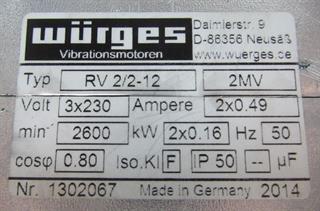 würges Daimlerstr. 9
Vibrationsmotoren D-86356 Neusäß
www.wuerges.de
Typ RV 2/2-12 2MV
Volt 3x230 Ampere 2x0.49
min⁻¹ 2600 kW 2x0.16 Hz 50
cosφ 0.80 Iso.Kl F IP 50 -- µF
Nr. 1302067 Made in Germany 2014